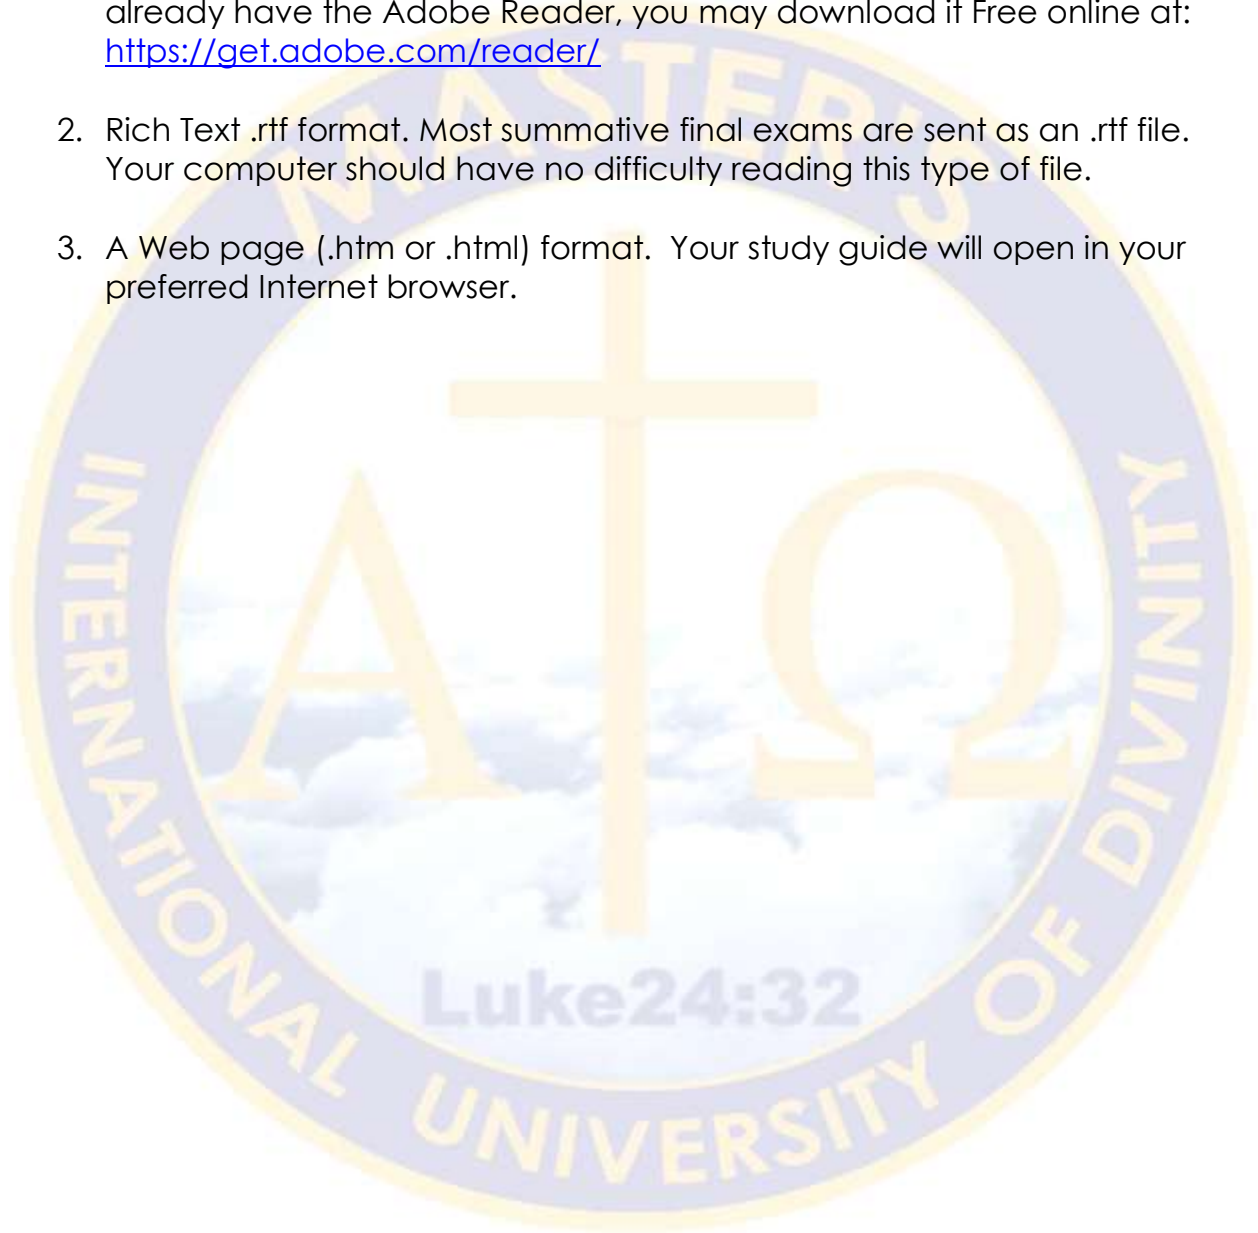 already have the Adobe Reader, you may download it Free online at:
https://get.adobe.com/reader/
2. Rich Text .rtf format. Most summative final exams are sent as an .rtf file.
Your computer should have no difficulty reading this type of file.
3. A Web page (.htm or .html) format.  Your study guide will open in your
preferred Internet browser.
MASTER'S
INTERNATIONAL UNIVERSITY OF DIVINITY
Α Ω
Luke24:32